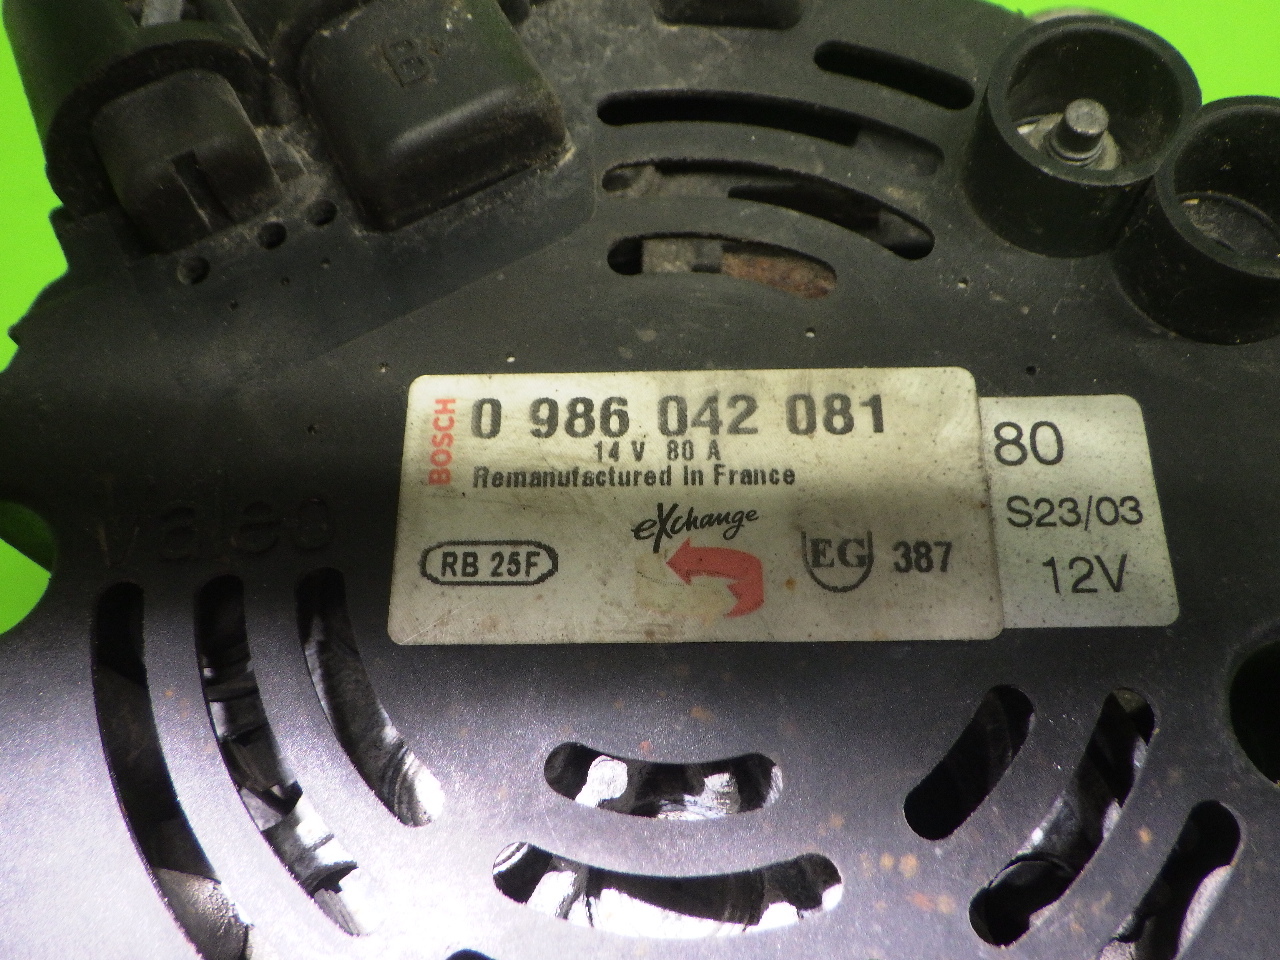 B+
BOSCH
0 986 042 081
14 V 80 A
Remanufactured in France
eXchange
RB 25F
EG 387
80
S23/03
12V
Valeo